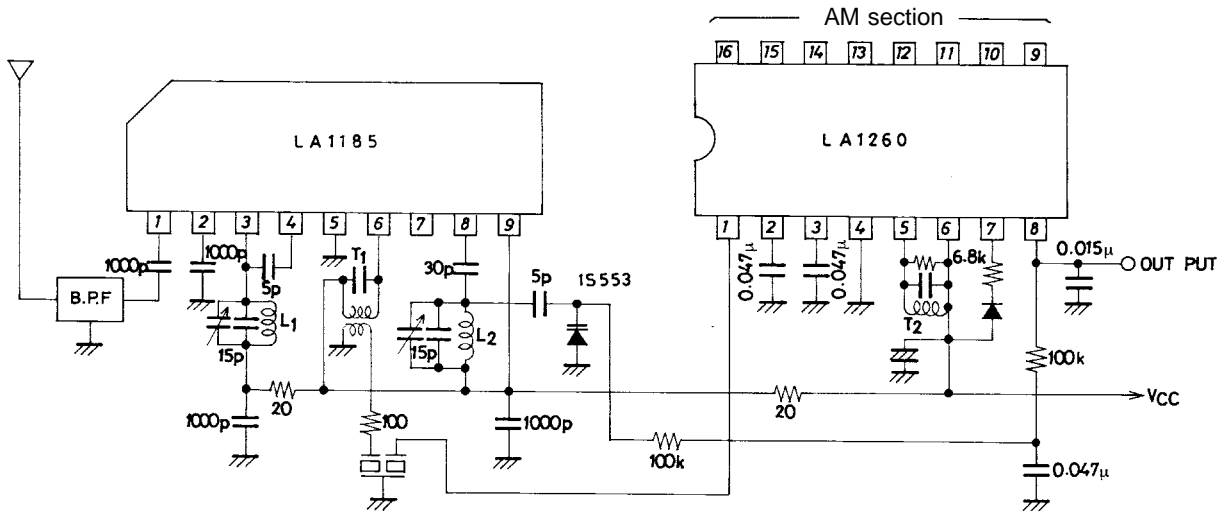 AM section
16 15 14 13 12 11 10 9
LA1185
LA1260
1 2 3 4 5 6 7 8 9
1 2 3 4 5 6 7 8
1000p
1000p
5p
T1
30p
5p
1S553
0.047μ
0.047μ
6.8k
0.015μ
OUT PUT
B.P.F
L1
15p
15p
L2
T2
100k
20
20
VCC
1000p
100
1000p
100k
0.047μ